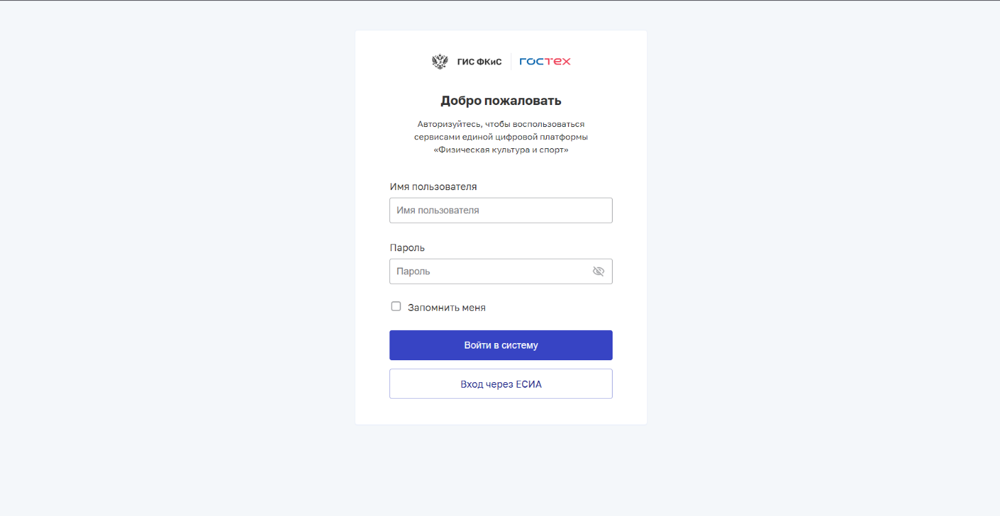 ГИС ФКиС
гостех
Добро пожаловать
Авторизуйтесь, чтобы воспользоваться
сервисами единой цифровой платформы
«Физическая культура и спорт»
Имя пользователя
Имя пользователя
Пароль
Пароль
Запомнить меня
Войти в систему
Вход через ЕСИА